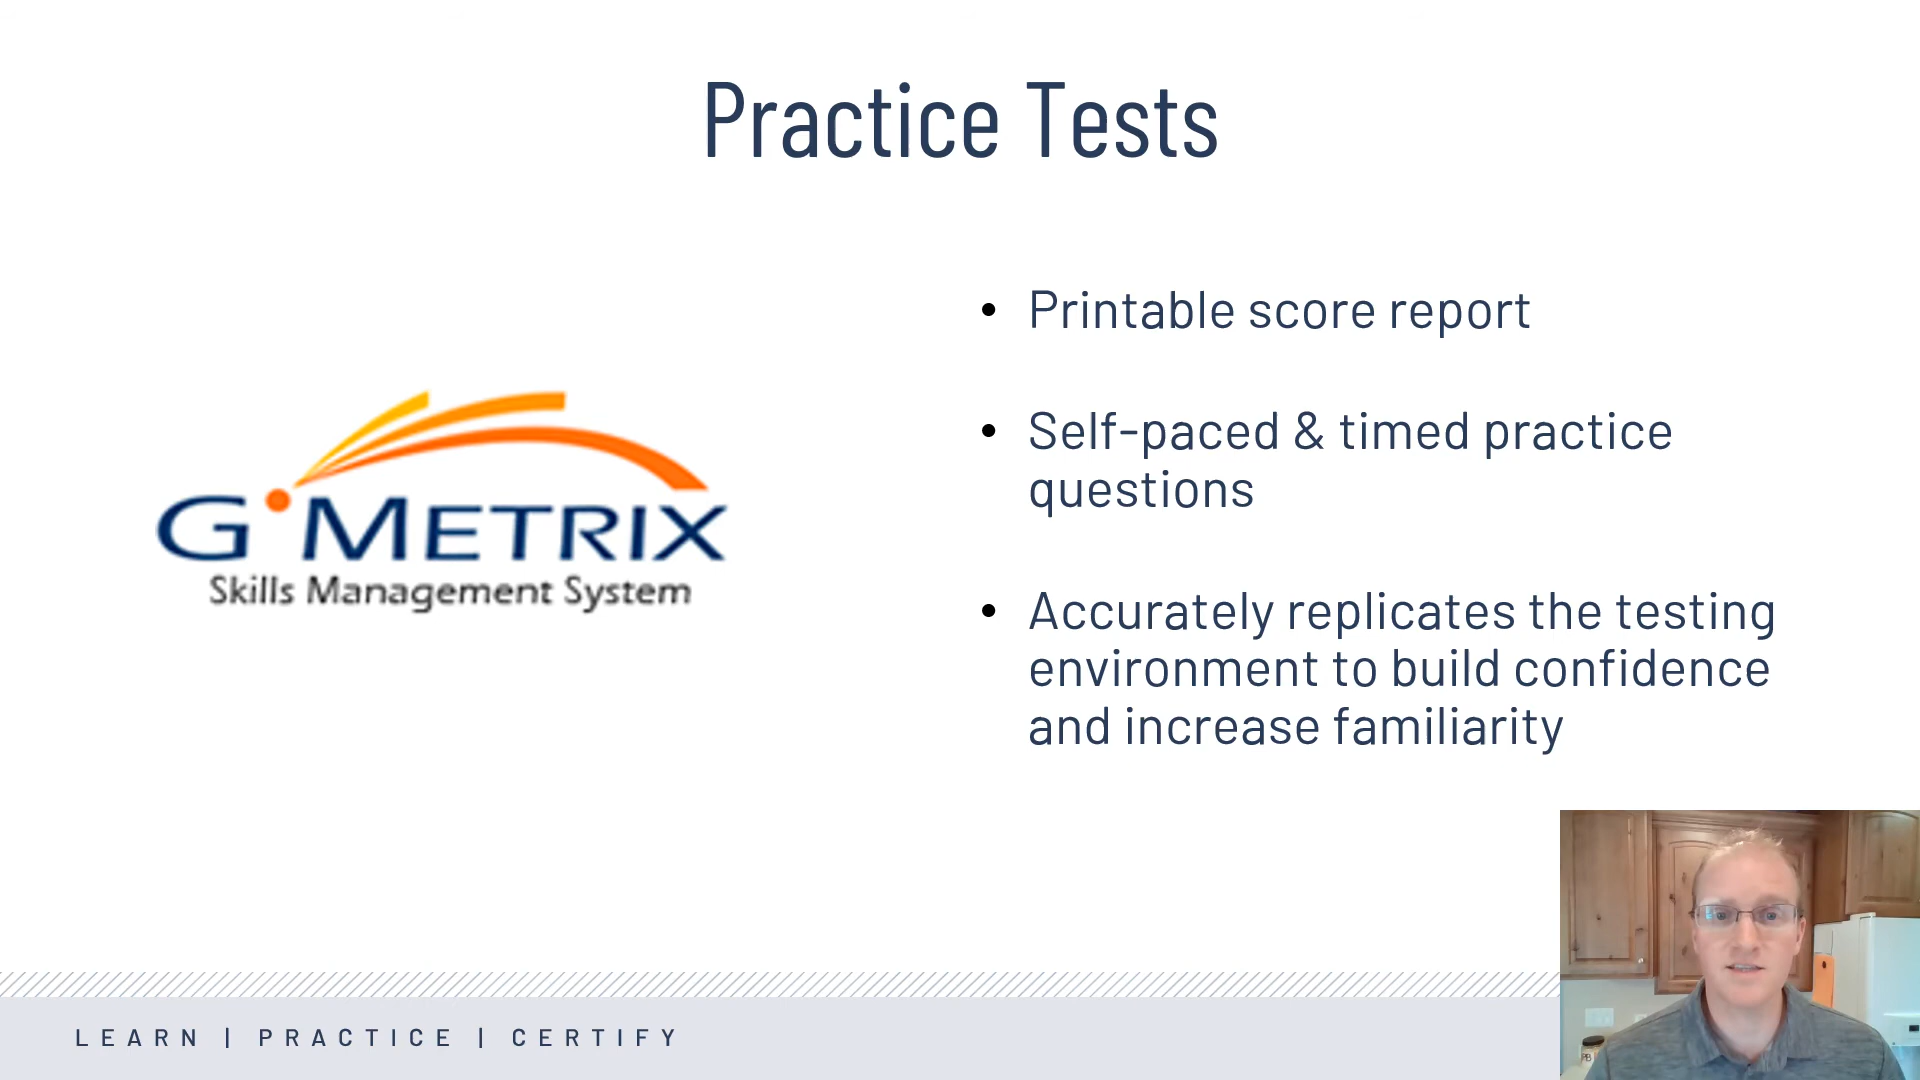 Practice Tests
• Printable score report
• Self-paced & timed practice
questions
• Accurately replicates the testing
environment to build confidence
and increase familiarity
G•METRIX
Skills Management System
LEARN | PRACTICE | CERTIFY
PB